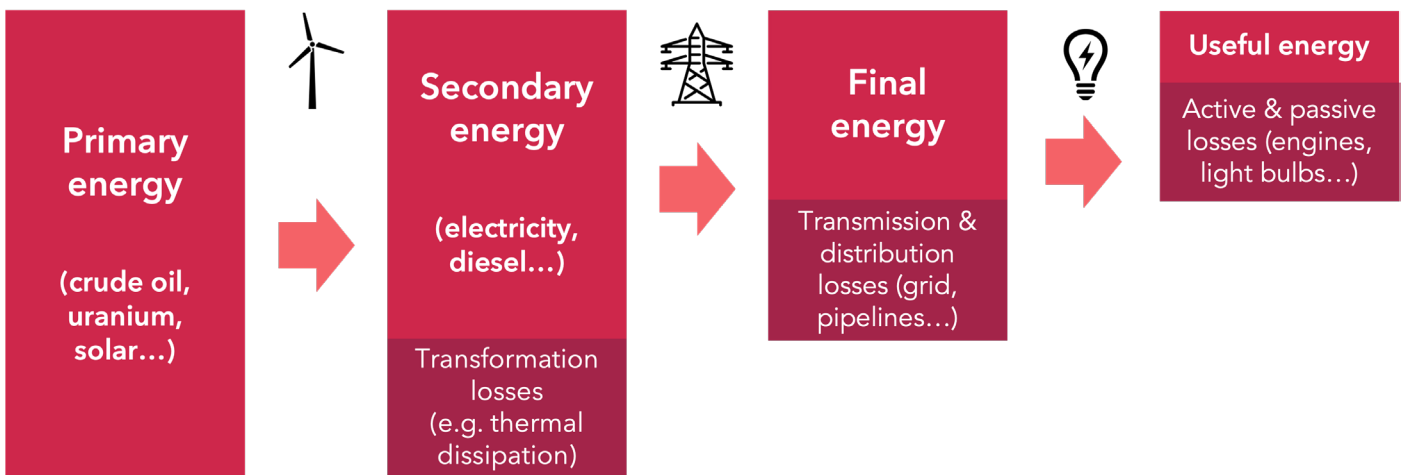 Primary
energy
(crude oil,
uranium,
solar…)
Secondary
energy
(electricity,
diesel…)
Transformation
losses
(e.g. thermal
dissipation)
Final
energy
Transmission &
distribution
losses (grid,
pipelines…)
Useful energy
Active & passive
losses (engines,
light bulbs…)